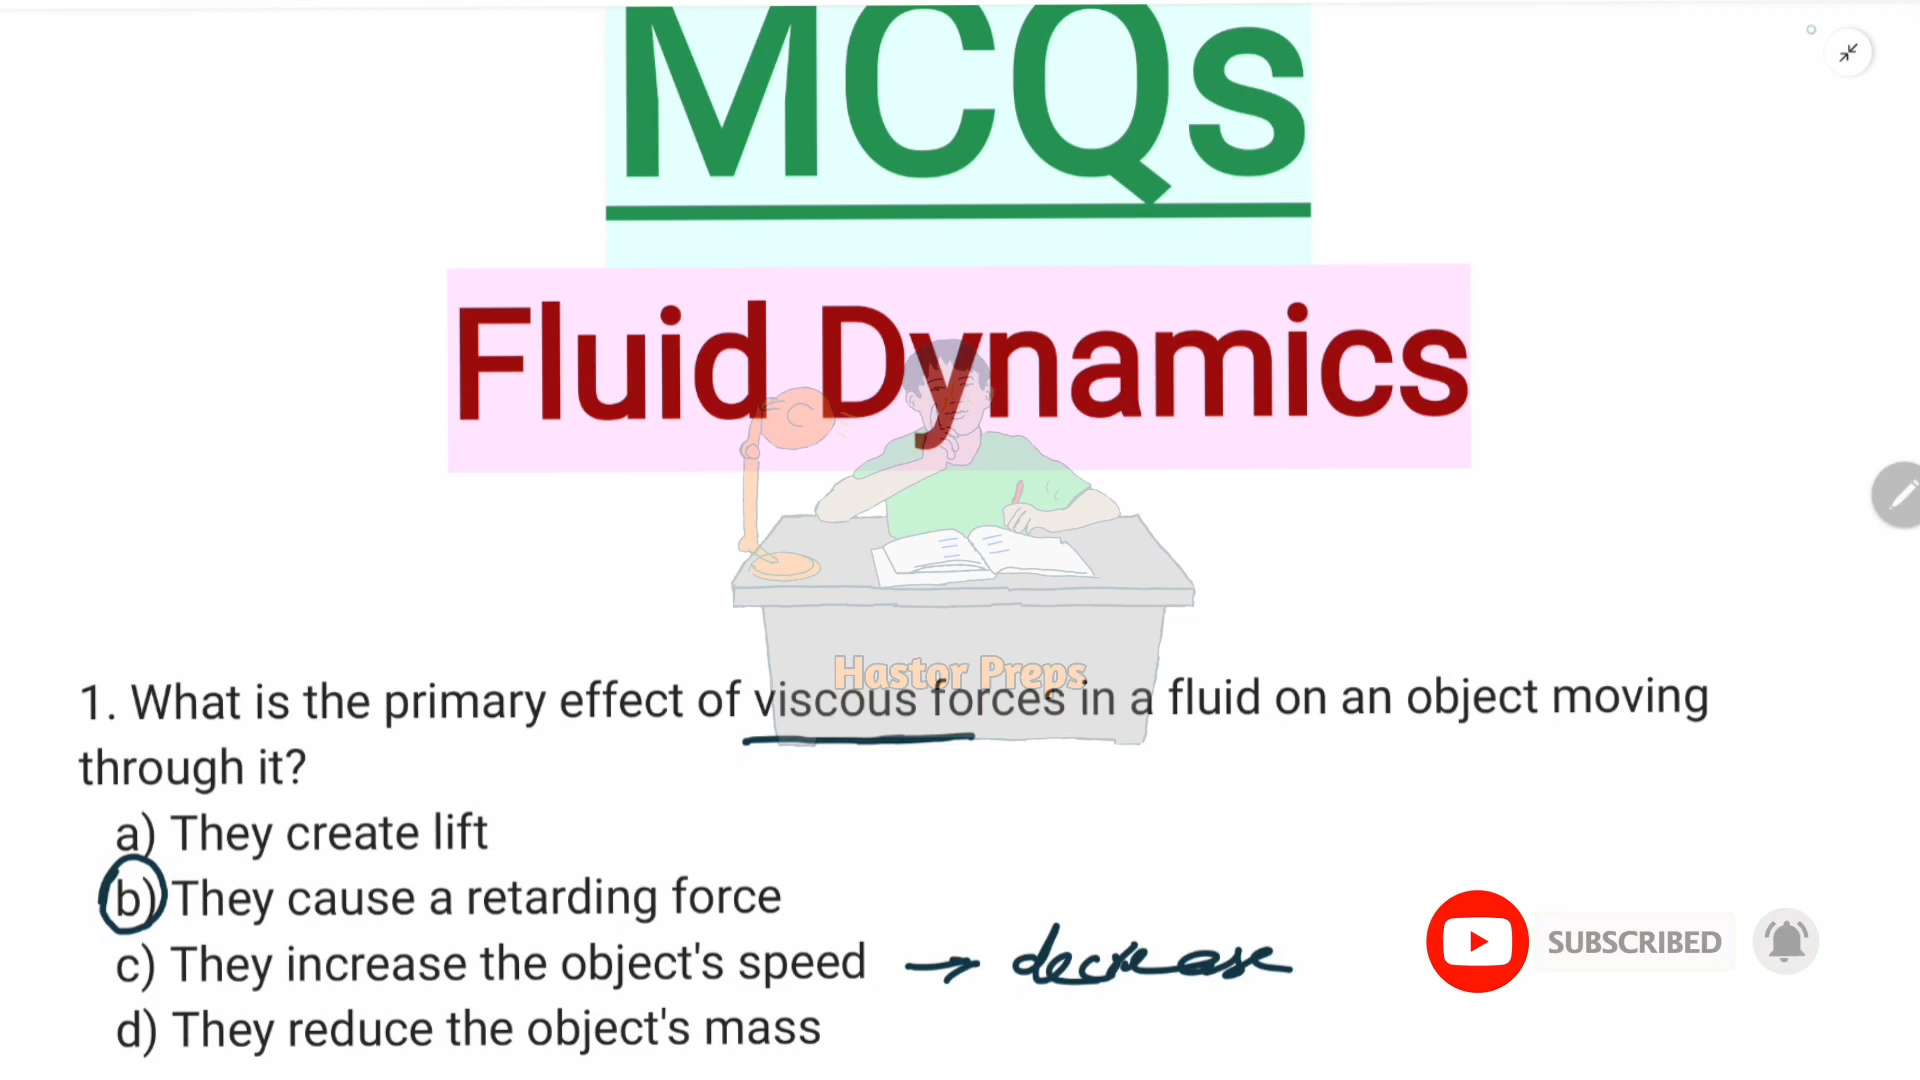 MCQs
Fluid Dynamics
Hastor Preps
1. What is the primary effect of viscous forces in a fluid on an object moving
through it?
a) They create lift
b) They cause a retarding force
c) They increase the object's speed → decrease
d) They reduce the object's mass
SUBSCRIBED